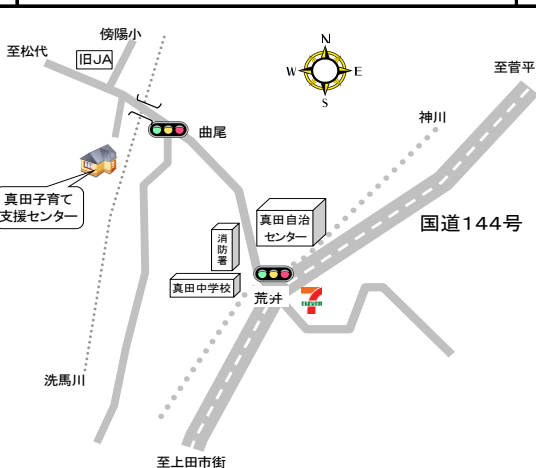 傍陽小
至松代
旧JA
N
W
E
S
至菅平
神川
曲尾
真田子育て
支援センター
真田自治
センター
国道144号
消防署
真田中学校
荒井
7
ELEVEN
洗馬川
至上田市街